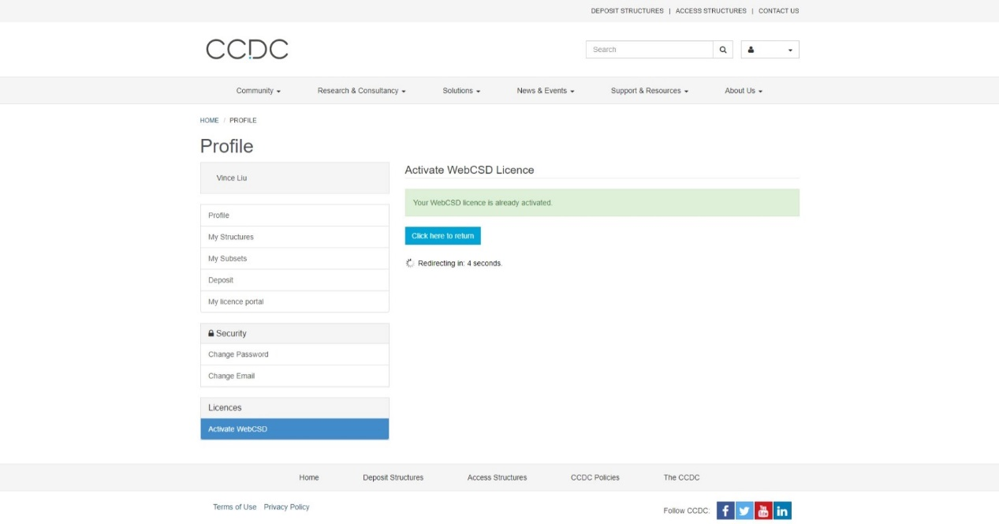 DEPOSIT STRUCTURES | ACCESS STRUCTURES | CONTACT US
CCDC
Search
Community Research & Consultancy Solutions News & Events Support & Resources About Us
HOME / PROFILE
Profile
Vince Liu
Profile
My Structures
My Subsets
Deposit
My licence portal
Security
Change Password
Change Email
Licences
Activate WebCSD
Activate WebCSD Licence
Your WebCSD licence is already activated.
Click here to return
Redirecting in: 4 seconds.
Home Deposit Structures Access Structures CCDC Policies The CCDC
Terms of Use Privacy Policy
Follow CCDC: